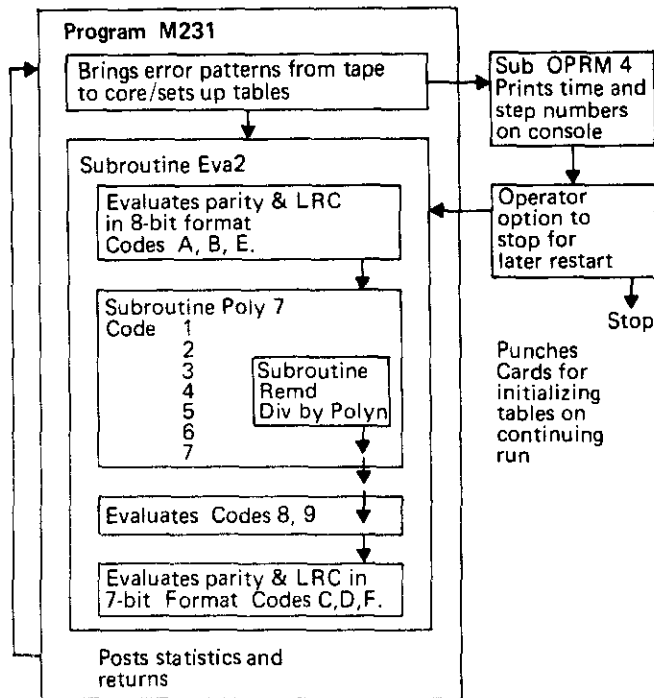 Program M231
Brings error patterns from tape
to core/sets up tables
Sub OPRM 4
Prints time and
step numbers
on console
Subroutine Eva2
Evaluates parity & LRC
in 8-bit format
Codes A, B, E.
Operator
option to
stop for
later restart
Stop
Subroutine Poly 7
Code 1
2
3
4
5
6
7
Subroutine
Remd
Div by Polyn
Punches
Cards for
initializing
tables on
continuing
run
Evaluates Codes 8, 9
Evaluates parity & LRC in
7-bit Format Codes C,D,F.
Posts statistics and
returns